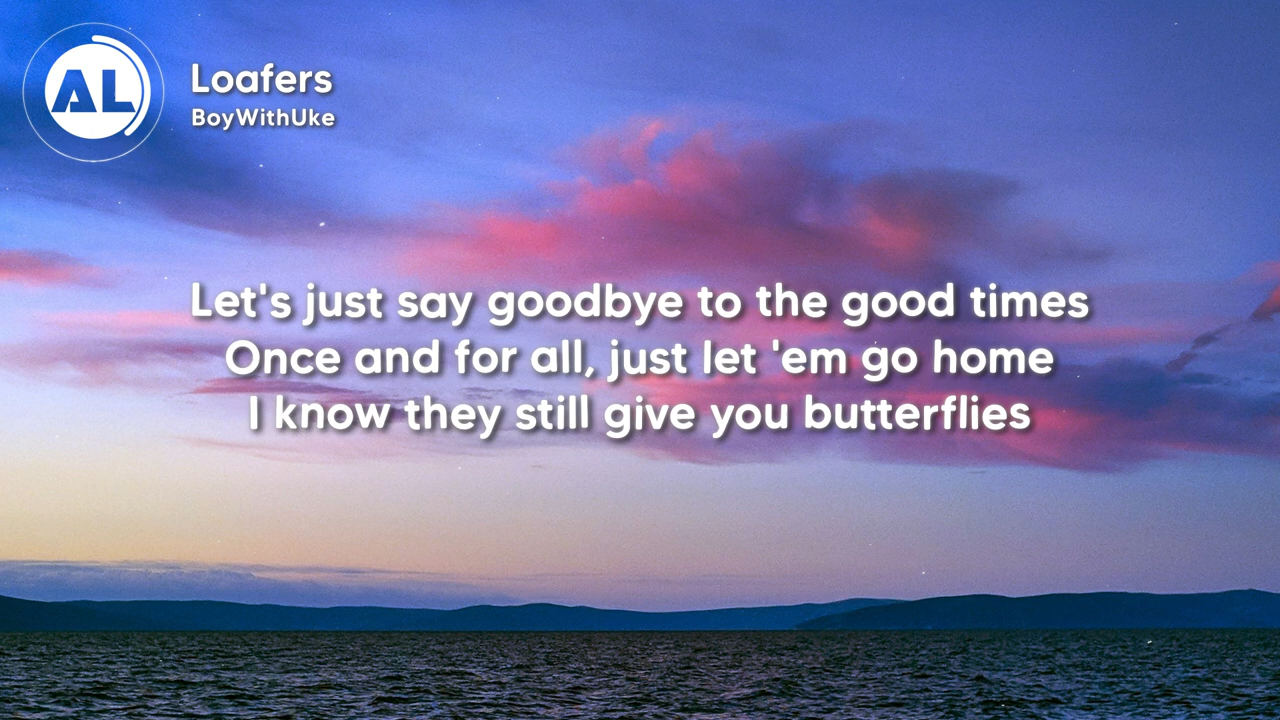 AL
Loafers
BoyWithUke
Let's just say goodbye to the good times
Once and for all, just let 'em go home
I know they still give you butterflies